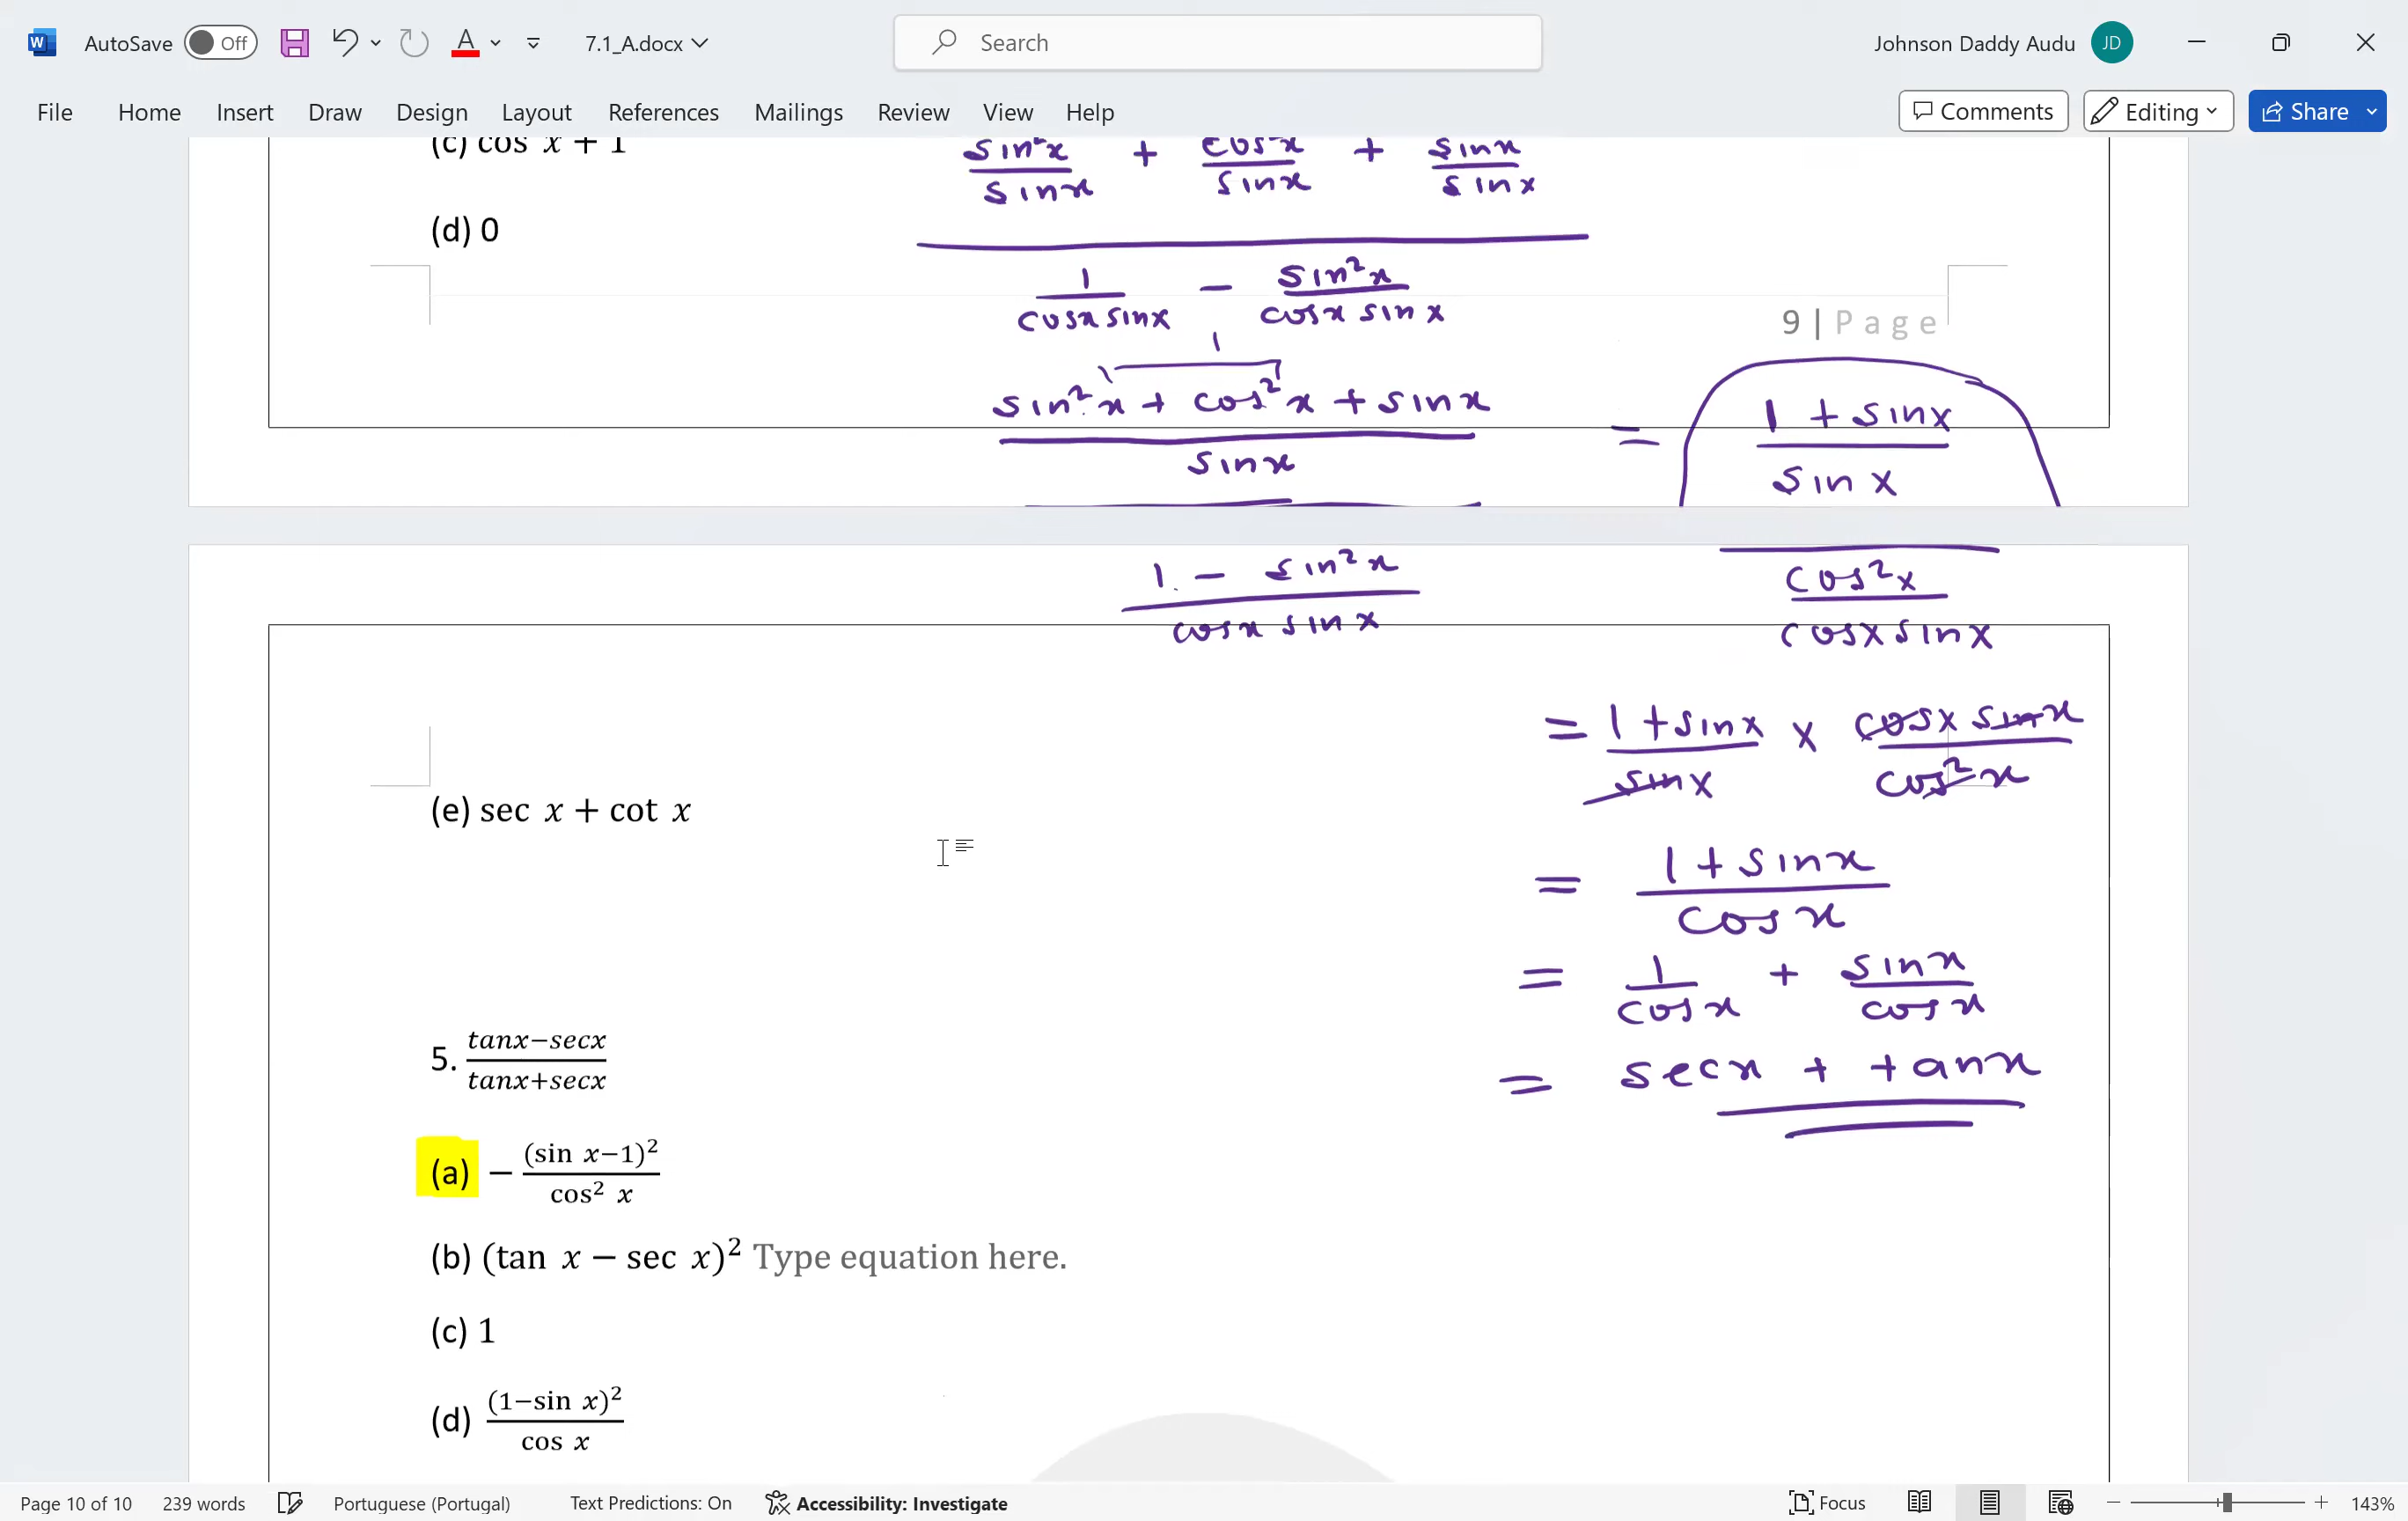 AutoSave Off 7.1_A.docx Search Johnson Daddy Audu JD
File Home Insert Draw Design Layout References Mailings Review View Help Comments Editing Share
(c) cos x + 1
(d) 0
sin²x/sinx + cos²x/sinx + sinx/sinx
1/cosx sinx − sin²x/cosx sinx
9 | Page
1
sin²x + cos²x + sinx
sinx
= 1 + sinx
sin x
1 − sin²x
cosx sinx
cos²x
cosx sinx
= 1 + sinx/sinx × cosx sinx/cos²x
(e) sec x + cot x
= 1 + sinx/cosx
= 1/cosx + sinx/cosx
= secx + tanx
5. tanx−secx/tanx+secx
(a) − (sin x−1)²/cos² x
(b) (tan x − sec x)² Type equation here.
(c) 1
(d) (1−sin x)²/cos x
Page 10 of 10 239 words Portuguese (Portugal) Text Predictions: On Accessibility: Investigate Focus 143%